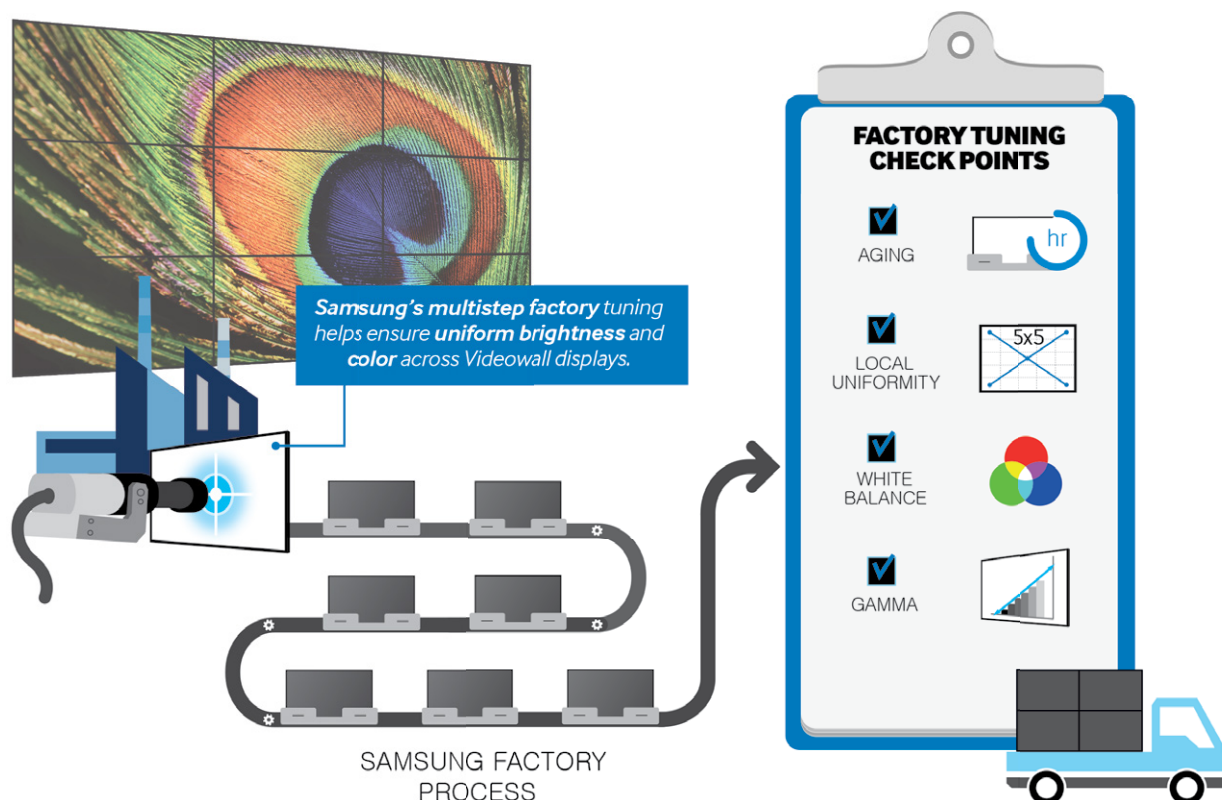 Samsung's multistep factory tuning
helps ensure uniform brightness and
color across Videowall displays.
FACTORY TUNING
CHECK POINTS
AGING
hr
LOCAL
UNIFORMITY
5x5
WHITE
BALANCE
GAMMA
SAMSUNG FACTORY
PROCESS